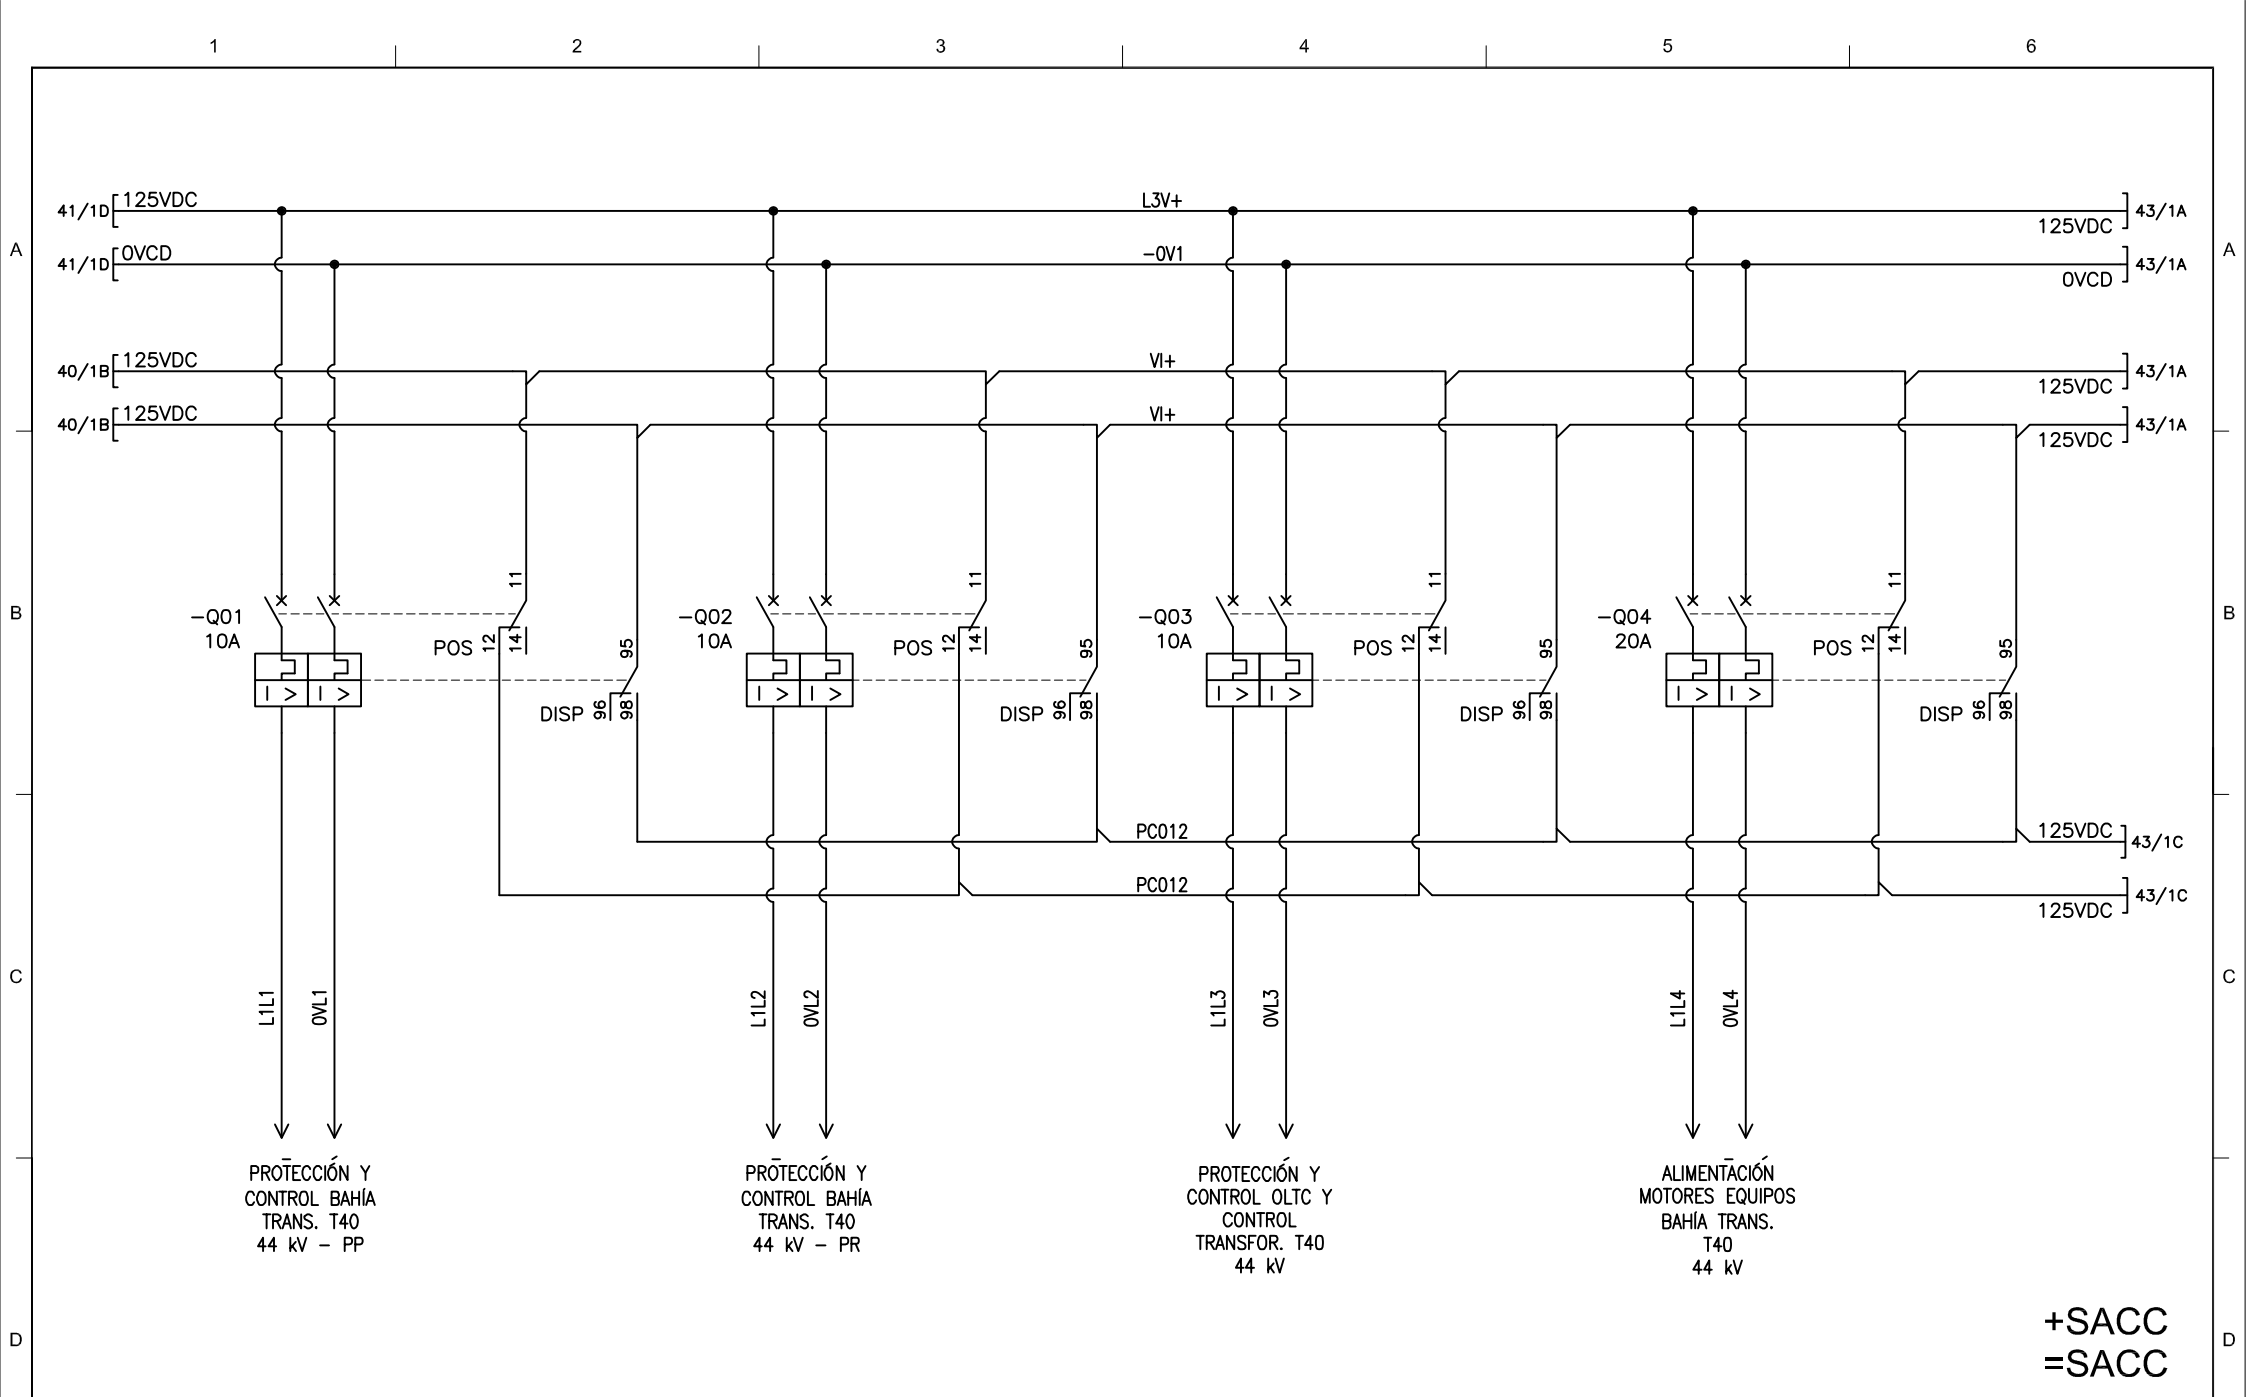 1 2 3 4 5 6
41/1D 125VDC L3V+ 43/1A
125VDC
A A
41/1D 0VCD -0V1 43/1A
0VCD
40/1B 125VDC VI+ 43/1A
125VDC
40/1B 125VDC VI+ 43/1A
125VDC
11 11 11 11
B B
-Q01 -Q02 -Q03 -Q04
10A 10A 10A 20A
POS 12 14 95 POS 12 14 95 POS 12 14 95 POS 12 14 95
I > I > I > I > I > I > I > I >
DISP 96 98 DISP 96 98 DISP 96 98 DISP 96 98
PC012 125VDC 43/1C
PC012 43/1C
125VDC
C C
L1L1 0VL1 L1L2 0VL2 L1L3 0VL3 L1L4 0VL4
PROTECCIÓN Y
CONTROL BAHÍA
TRANS. T40
44 kV - PP
PROTECCIÓN Y
CONTROL BAHÍA
TRANS. T40
44 kV - PR
PROTECCIÓN Y
CONTROL OLTC Y
CONTROL
TRANSFOR. T40
44 kV
ALIMENTACIÓN
MOTORES EQUIPOS
BAHÍA TRANS.
T40
44 kV
+SACC
D D
=SACC